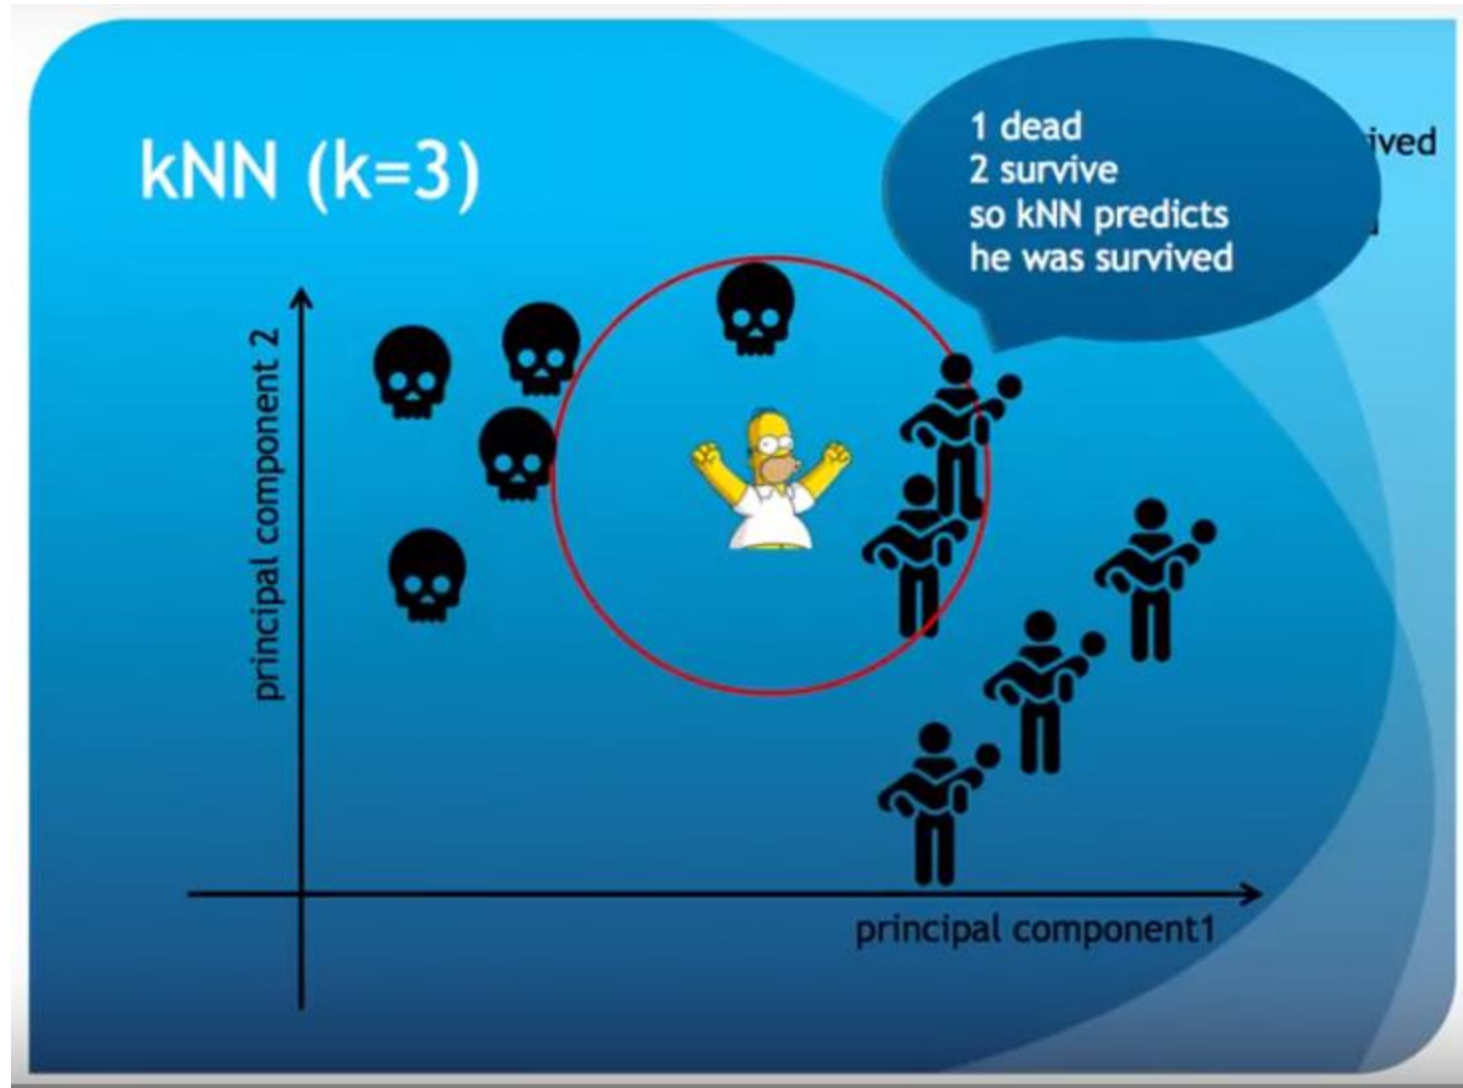 kNN (k=3)
1 dead
2 survive
so kNN predicts
he was survived
principal component 2
principal component1